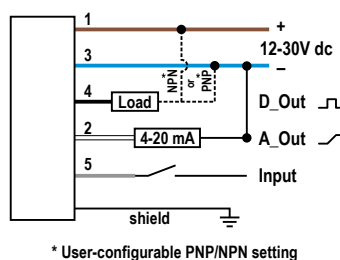 1
+
12-30V dc
3
–
* NPN
or
* PNP
4
Load
D_Out
2
4-20 mA
A_Out
5
Input
shield
* User-configurable PNP/NPN setting